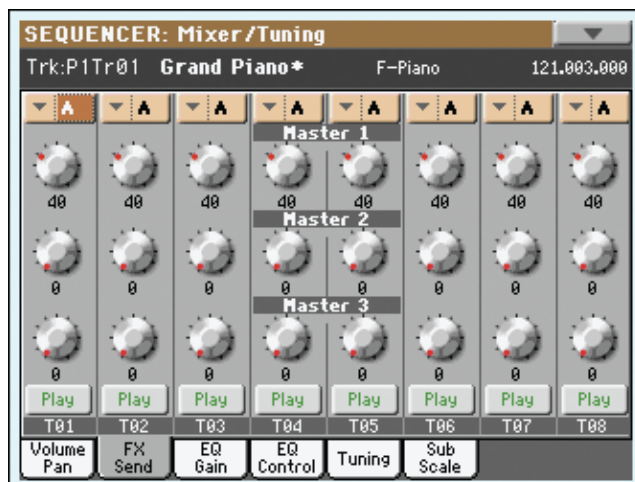 SEQUENCER: Mixer/Tuning
Trk:P1Tr01 Grand Piano* F-Piano 121.003.000
A A A A A A A A
Master 1
40 40 40 40 40 40 40 40
Master 2
0 0 0 0 0 0 0 0
Master 3
0 0 0 0 0 0 0 0
Play Play Play Play Play Play Play Play
T01 T02 T03 T04 T05 T06 T07 T08
Volume Pan FX Send EQ Gain EQ Control Tuning Sub Scale